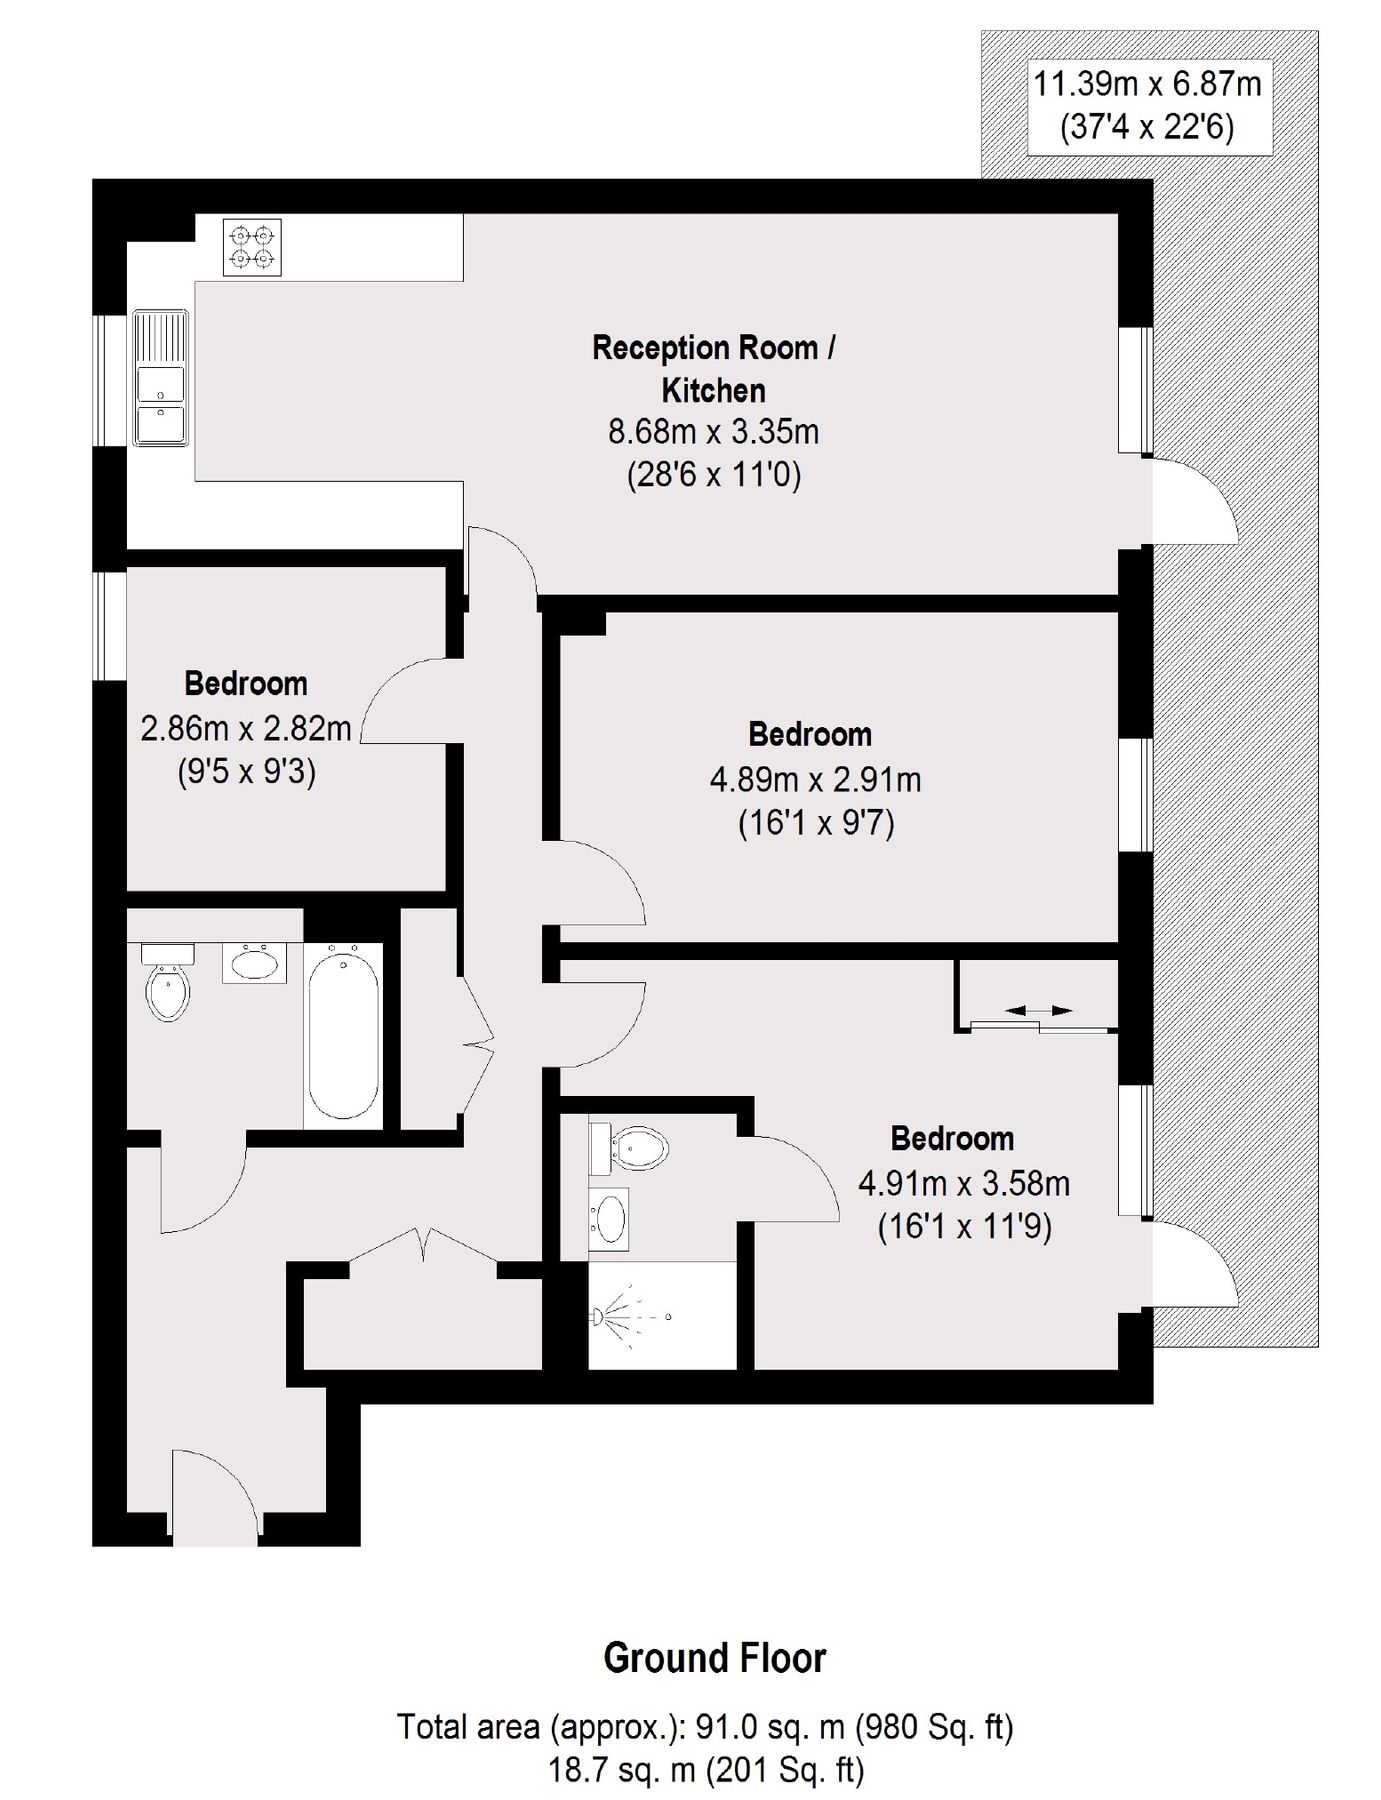 11.39m x 6.87m
(37'4 x 22'6)
Reception Room /
Kitchen
8.68m x 3.35m
(28'6 x 11'0)
Bedroom
2.86m x 2.82m
(9'5 x 9'3)
Bedroom
4.89m x 2.91m
(16'1 x 9'7)
Bedroom
4.91m x 3.58m
(16'1 x 11'9)
Ground Floor
Total area (approx.): 91.0 sq. m (980 Sq. ft)
18.7 sq. m (201 Sq. ft)